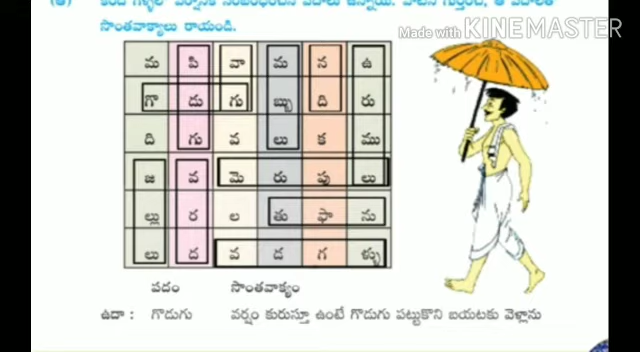 Made with KINEMASTER
సొంతవాక్యాలు రాయండి.
మ పి వా మ న ఉ
గొ డు గు బ్బు ది రు
ది గు వ లు క ము
జ వ మె రు పు లు
ల్లు ర ల తు ఫా ను
లు ద వ డ గ ళ్ళు
పదం సొంతవాక్యం
ఉదా : గొడుగు వర్షం కురుస్తూ ఉంటే గొడుగు పట్టుకొని బయటకు వెళ్లాను